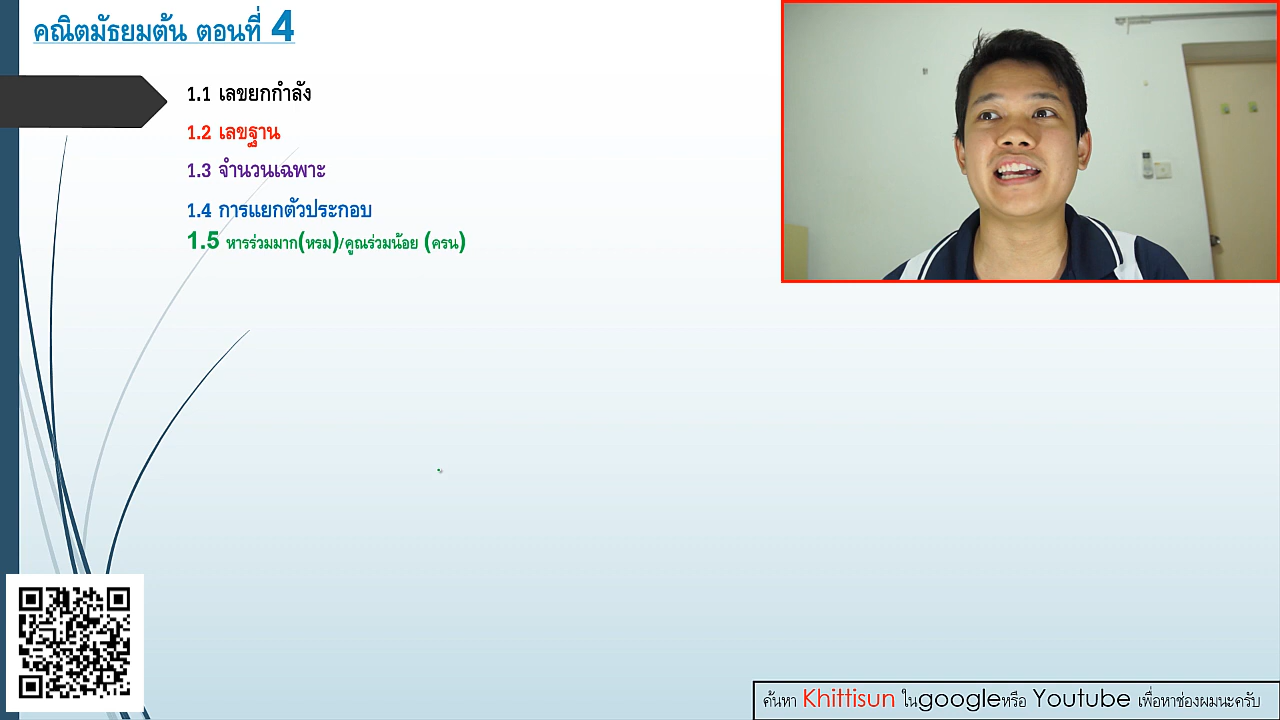 คณิตมัธยมต้น ตอนที่ 4
1.1 เลขยกกำลัง
1.2 เลขฐาน
1.3 จำนวนเฉพาะ
1.4 การแยกตัวประกอบ
1.5 หารร่วมมาก(หรม)/คูณร่วมน้อย (ครน)
ค้นหา Khittisun ในgoogleหรือ Youtube เพื่อหาช่องผมนะครับ